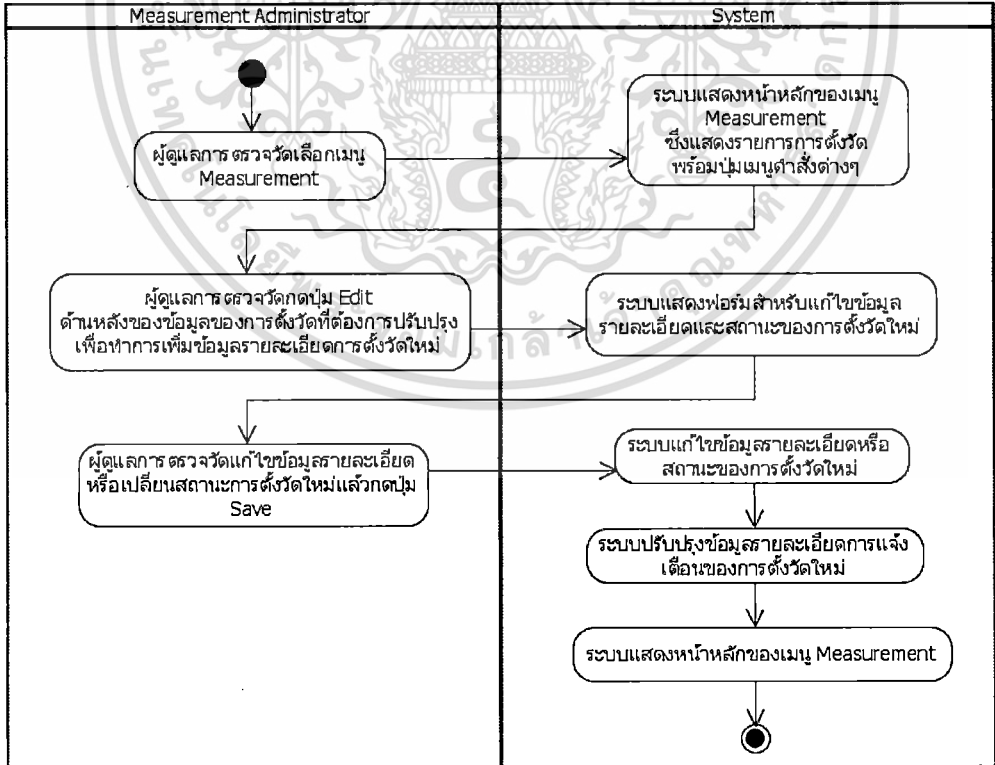 Measurement Administrator
System
ระบบแสดงหน้าหลักของเมนู
Measurement
ซึ่งแสดงรายการการตั้งวัด
พร้อมปุ่มเมนูคำสั่งต่างๆ
ผู้ดูแลการตรวจวัดเลือกเมนู
Measurement
ผู้ดูแลการตรวจวัดกดปุ่ม Edit
ด้านหลังของข้อมูลของการตั้งวัดที่ต้องการปรับปรุง
เพื่อทำการเพิ่มข้อมูลรายละเอียดการตั้งวัดใหม่
ระบบแสดงฟอร์มสำหรับแก้ไขข้อมูล
รายละเอียดและสถานะของการตั้งวัดใหม่
ผู้ดูแลการตรวจวัดแก้ไขข้อมูลรายละเอียด
หรือเปลี่ยนสถานะการตั้งวัดใหม่แล้วกดปุ่ม
Save
ระบบแก้ไขข้อมูลรายละเอียดหรือ
สถานะของการตั้งวัดใหม่
ระบบปรับปรุงข้อมูลรายละเอียดการแจ้ง
เตือนของการตั้งวัดใหม่
ระบบแสดงหน้าหลักของเมนู Measurement